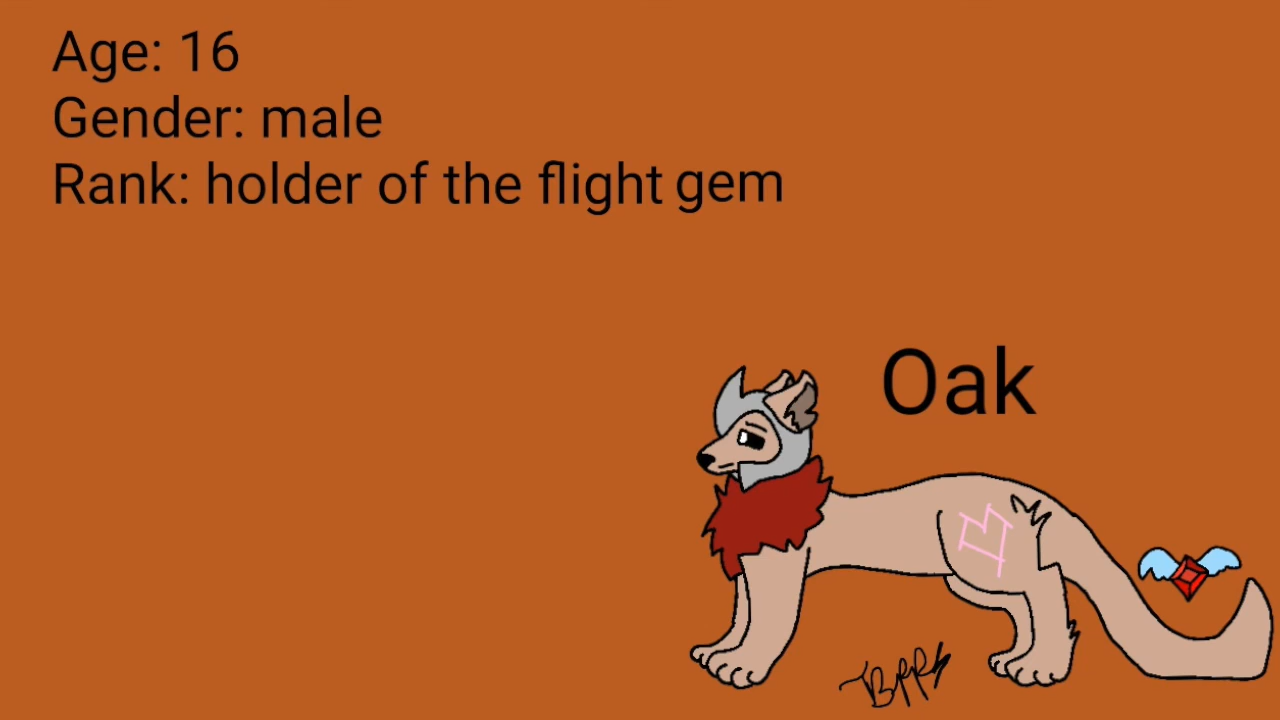 Age: 16
Gender: male
Rank: holder of the flight gem
Oak